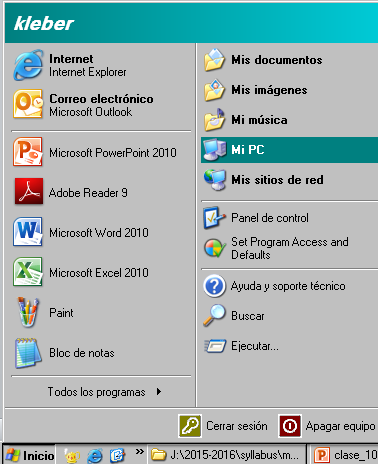 kleber
Internet
Internet Explorer
Correo electrónico
Microsoft Outlook
Microsoft PowerPoint 2010
Adobe Reader 9
Microsoft Word 2010
Microsoft Excel 2010
Paint
Bloc de notas
Todos los programas
Mis documentos
Mis imágenes
Mi música
Mi PC
Mis sitios de red
Panel de control
Set Program Access and
Defaults
Ayuda y soporte técnico
Buscar
Ejecutar...
Cerrar sesión
Apagar equipo
Inicio
J:\2015-2016\syllabus\m...
clase_10